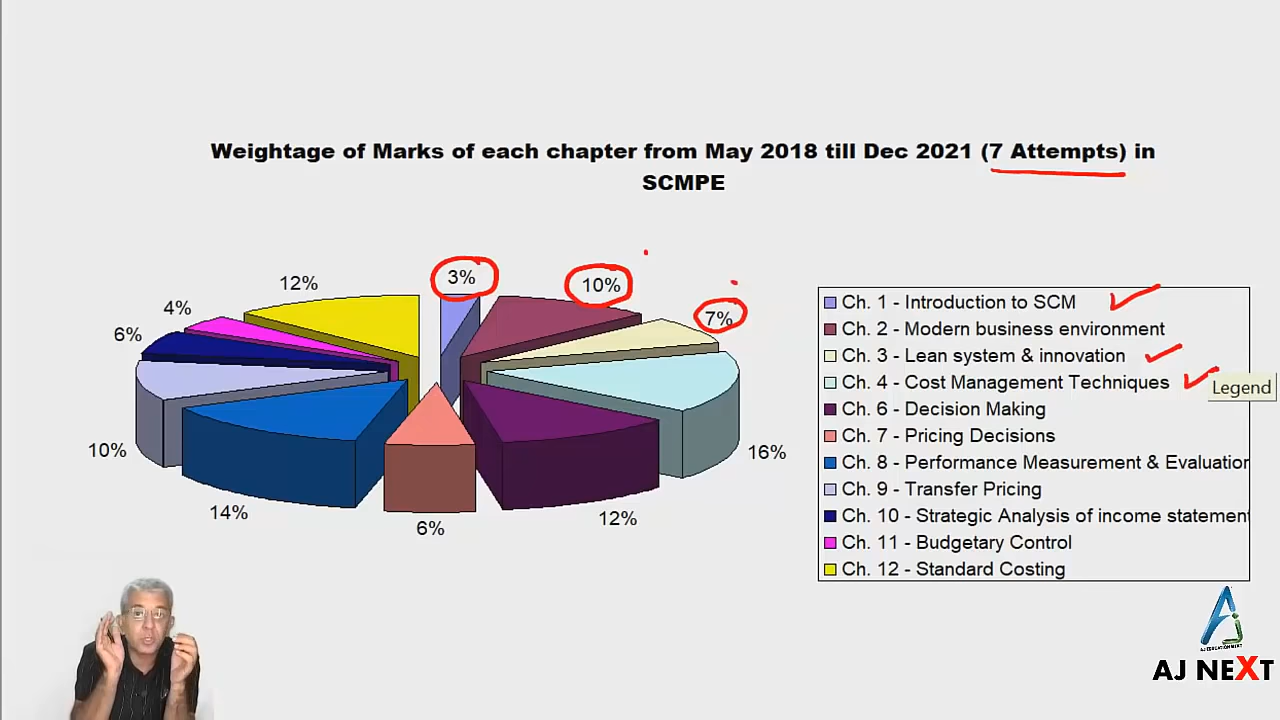 Weightage of Marks of each chapter from May 2018 till Dec 2021 (7 Attempts) in
SCMPE
12%
3%
10%
7%
4%
6%
10%
14%
6%
12%
16%
Ch. 1 - Introduction to SCM
Ch. 2 - Modern business environment
Ch. 3 - Lean system & innovation
Ch. 4 - Cost Management Techniques
Legend
Ch. 6 - Decision Making
Ch. 7 - Pricing Decisions
Ch. 8 - Performance Measurement & Evaluation
Ch. 9 - Transfer Pricing
Ch. 10 - Strategic Analysis of income statement
Ch. 11 - Budgetary Control
Ch. 12 - Standard Costing
AJ NEXT